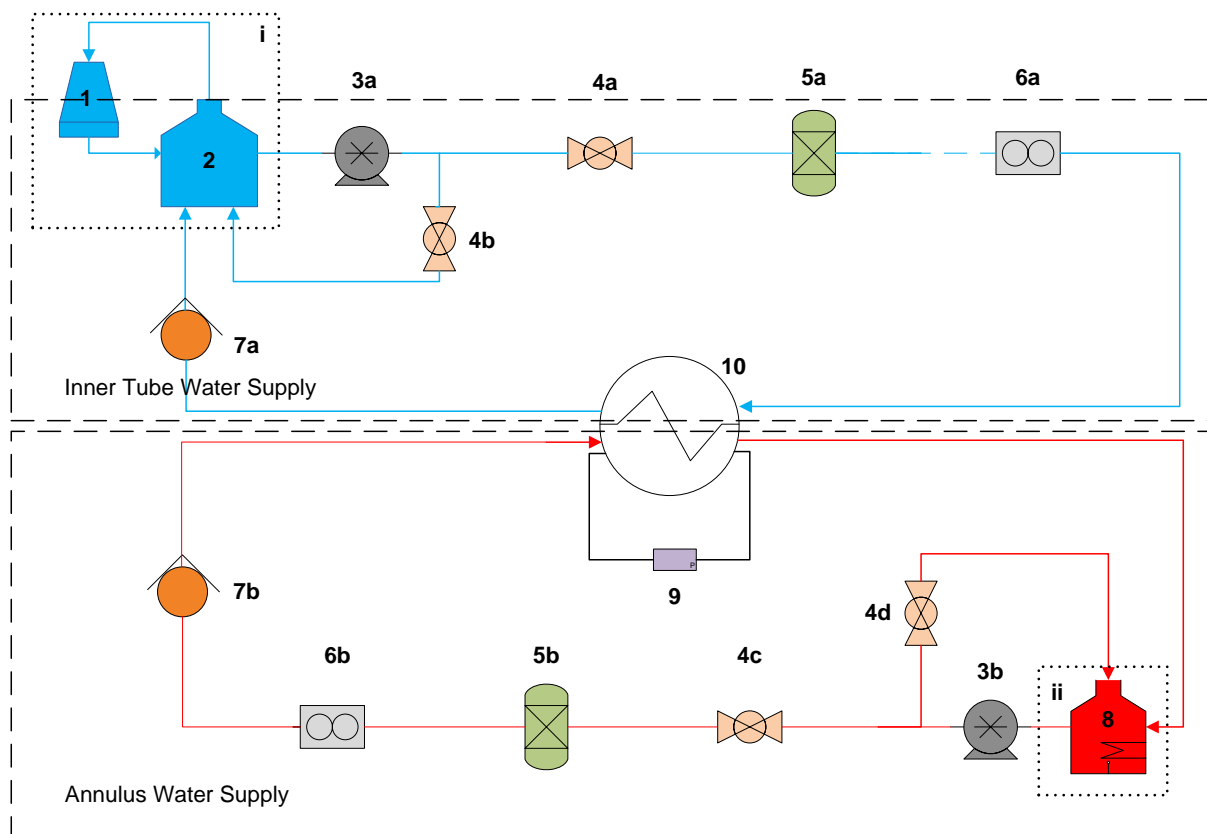 i
3a
4a
5a
6a
1
2
4b
7a
Inner Tube Water Supply
10
7b
P
9
4d
6b
5b
4c
3b
ii
8
Annulus Water Supply